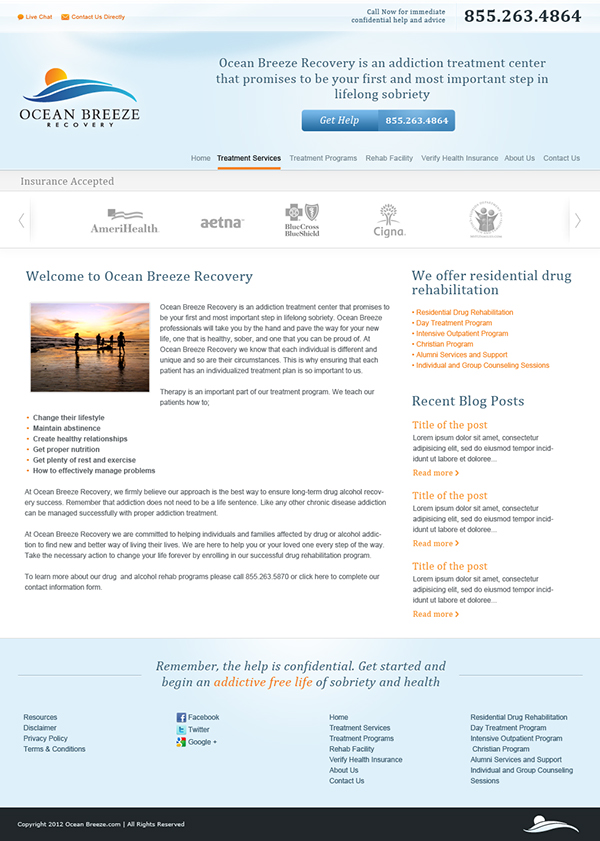 Live Chat
Contact Us Directly
Call Now for immediate
confidential help and advice
855.263.4864
OCEAN BREEZE
RECOVERY
Ocean Breeze Recovery is an addiction treatment center
that promises to be your first and most important step in
lifelong sobriety
Get Help 855.263.4864
Home Treatment Services Treatment Programs Rehab Facility Verify Health Insurance About Us Contact Us
Insurance Accepted
AmeriHealth
aetna
BlueCross
BlueShield
Cigna
Welcome to Ocean Breeze Recovery
Ocean Breeze Recovery is an addiction treatment center that promises to
be your first and most important step in lifelong sobriety. Ocean Breeze
professionals will take you by the hand and pave the way for your new
life, one that is healthy, sober, and one that you can be proud of. At
Ocean Breeze Recovery we know that each individual is different and
unique and so are their circumstances. This is why ensuring that each
patient has an individualized treatment plan is so important to us.
Therapy is an important part of our treatment program. We teach our
patients how to;
• Change their lifestyle
• Maintain abstinence
• Create healthy relationships
• Get proper nutrition
• Get plenty of rest and exercise
• How to effectively manage problems
At Ocean Breeze Recovery, we firmly believe our approach is the best way to ensure long-term drug alcohol recov-
ery success. Remember that addiction does not need to be a life sentence. Like any other chronic disease addiction
can be managed successfully with proper addiction treatment.
At Ocean Breeze Recovery we are committed to helping individuals and families affected by drug or alcohol addic-
tion to find new and better way of living their lives. We are here to help you or your loved one every step of the way.
Take the necessary action to change your life forever by enrolling in our successful drug rehabilitation program.
To learn more about our drug and alcohol rehab programs please call 855.263.5870 or click here to complete our
contact information form.
We offer residential drug
rehabilitation
• Residential Drug Rehabilitation
• Day Treatment Program
• Intensive Outpatient Program
• Christian Program
• Alumni Services and Support
• Individual and Group Counseling Sessions
Recent Blog Posts
Title of the post
Lorem ipsum dolor sit amet, consectetur
adipisicing elit, sed do eiusmod tempor incid-
idunt ut labore et doloree...
Read more
Title of the post
Lorem ipsum dolor sit amet, consectetur
adipisicing elit, sed do eiusmod tempor incid-
idunt ut labore et doloree...
Read more
Title of the post
Lorem ipsum dolor sit amet, consectetur
adipisicing elit, sed do eiusmod tempor incid-
idunt ut labore et dolore...
Read more
Remember, the help is confidential. Get started and
begin an addictive free life of sobriety and health
Resources
Disclaimer
Privacy Policy
Terms & Conditions
Facebook
Twitter
Google +
Home
Treatment Services
Treatment Programs
Rehab Facility
Verify Health Insurance
About Us
Contact Us
Residential Drug Rehabilitation
Day Treatment Program
Intensive Outpatient Program
Christian Program
Alumni Services and Support
Individual and Group Counseling
Sessions
Copyright 2012 Ocean Breeze.com | All Rights Reserved